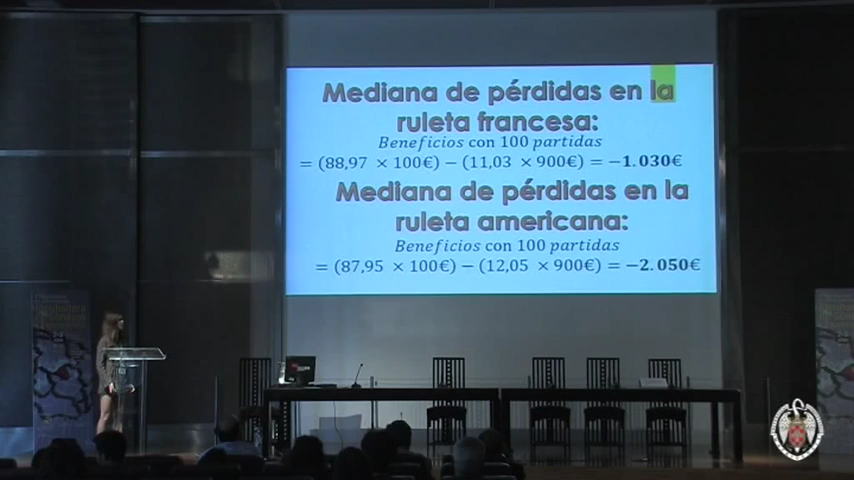 Mediana de pérdidas en la
ruleta francesa:
Beneficios con 100 partidas
= (88,97 × 100€) − (11,03 × 900€) = −1.030€
Mediana de pérdidas en la
ruleta americana:
Beneficios con 100 partidas
= (87,95 × 100€) − (12,05 × 900€) = −2.050€